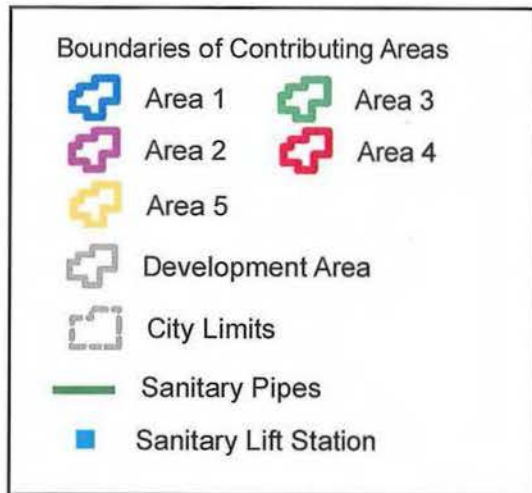 Boundaries of Contributing Areas
Area 1 Area 3
Area 2 Area 4
Area 5
Development Area
City Limits
Sanitary Pipes
Sanitary Lift Station